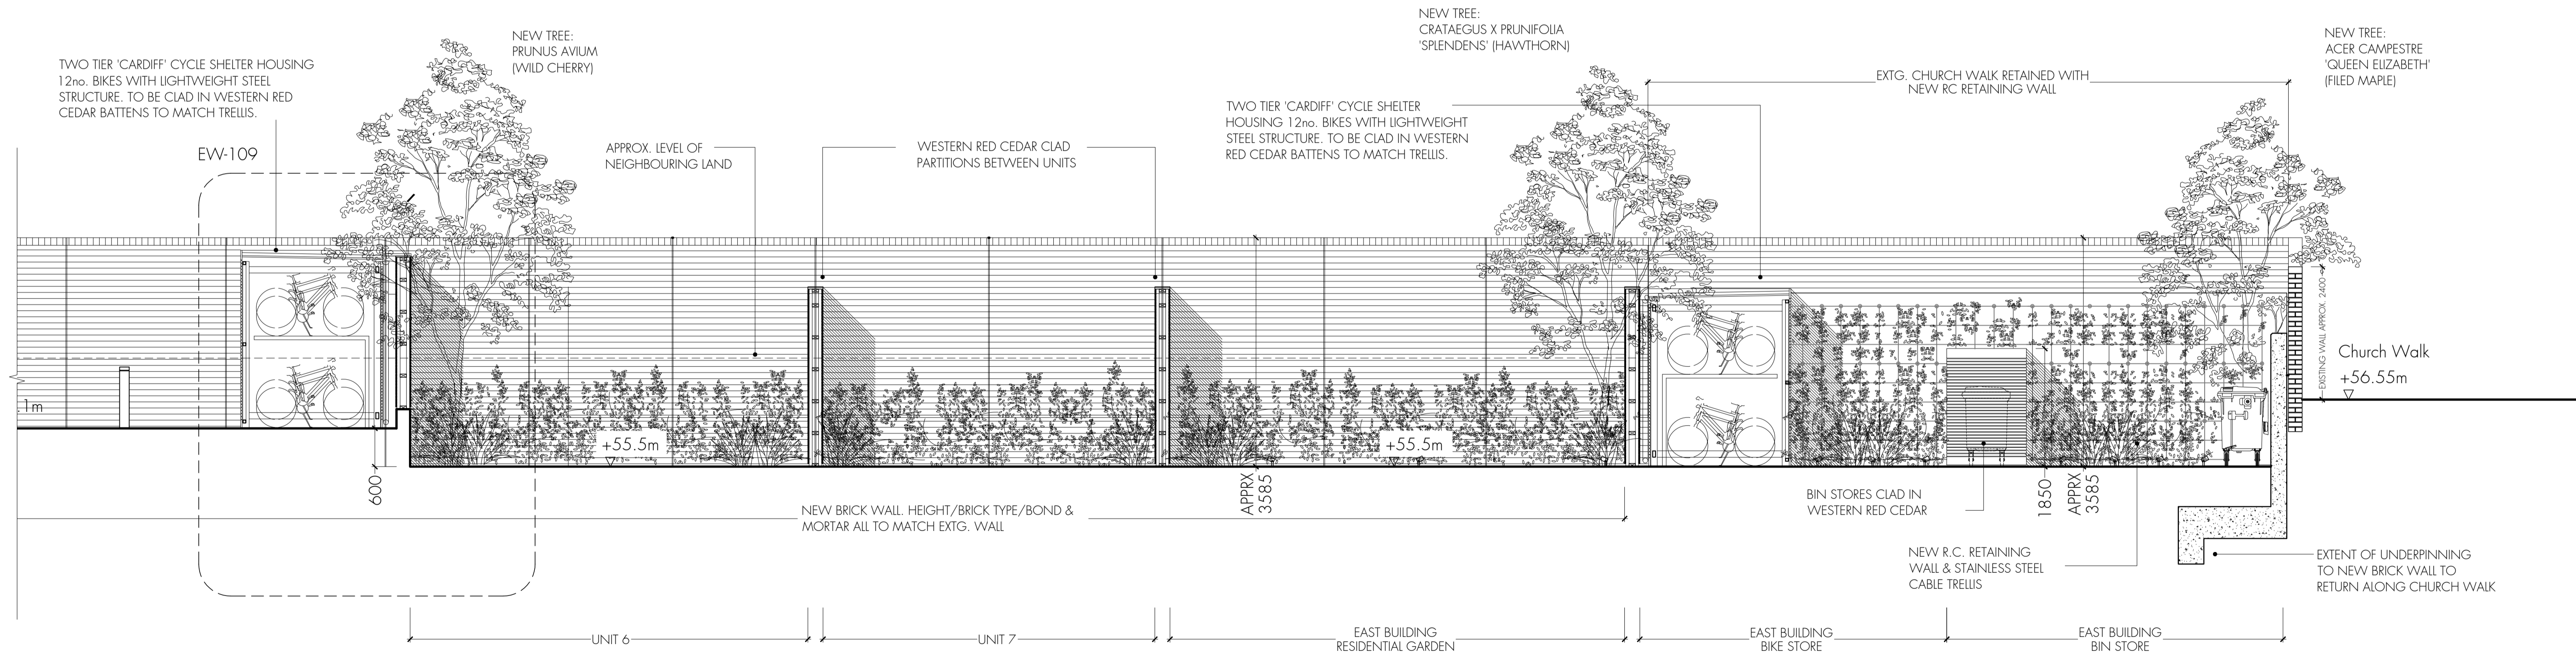 NEW TREE:
PRUNUS AVIUM
(WILD CHERRY)
TWO TIER 'CARDIFF' CYCLE SHELTER HOUSING
12no. BIKES WITH LIGHTWEIGHT STEEL
STRUCTURE. TO BE CLAD IN WESTERN RED
CEDAR BATTENS TO MATCH TRELLIS.
EW-109
APPROX. LEVEL OF
NEIGHBOURING LAND
WESTERN RED CEDAR CLAD
PARTITIONS BETWEEN UNITS
NEW TREE:
CRATAEGUS X PRUNIFOLIA
'SPLENDENS' (HAWTHORN)
TWO TIER 'CARDIFF' CYCLE SHELTER
HOUSING 12no. BIKES WITH LIGHTWEIGHT
STEEL STRUCTURE. TO BE CLAD IN WESTERN
RED CEDAR BATTENS TO MATCH TRELLIS.
EXTG. CHURCH WALK RETAINED WITH
NEW RC RETAINING WALL
NEW TREE:
ACER CAMPESTRE
'QUEEN ELIZABETH'
(FILED MAPLE)
EXISTING WALL APPROX 2400
Church Walk
+56.55m
.1m
+55.5m
+55.5m
600
APPRX
3585
1850
APPRX
3585
NEW BRICK WALL. HEIGHT/BRICK TYPE/BOND &
MORTAR ALL TO MATCH EXTG. WALL
BIN STORES CLAD IN
WESTERN RED CEDAR
NEW R.C. RETAINING
WALL & STAINLESS STEEL
CABLE TRELLIS
EXTENT OF UNDERPINNING
TO NEW BRICK WALL TO
RETURN ALONG CHURCH WALK
UNIT 6
UNIT 7
EAST BUILDING
RESIDENTIAL GARDEN
EAST BUILDING
BIKE STORE
EAST BUILDING
BIN STORE